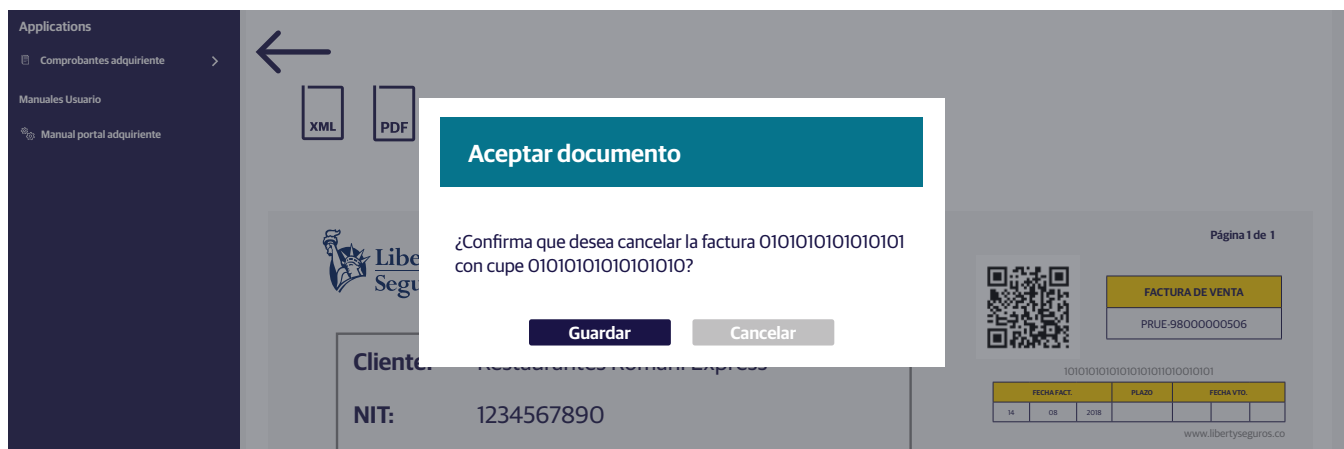 Applications
Comprobantes adquiriente
Manuales Usuario
Manual portal adquiriente
XML
PDF
Aceptar documento
¿Confirma que desea cancelar la factura 0101010101010101
con cupe 01010101010101010?
Guardar
Cancelar
Página 1 de 1
FACTURA DE VENTA
PRUE-98000000506
FECHA FACT.
PLAZO
FECHA VTO.
14
08
2018
www.libertyseguros.co
Cliente:
NIT:
1234567890